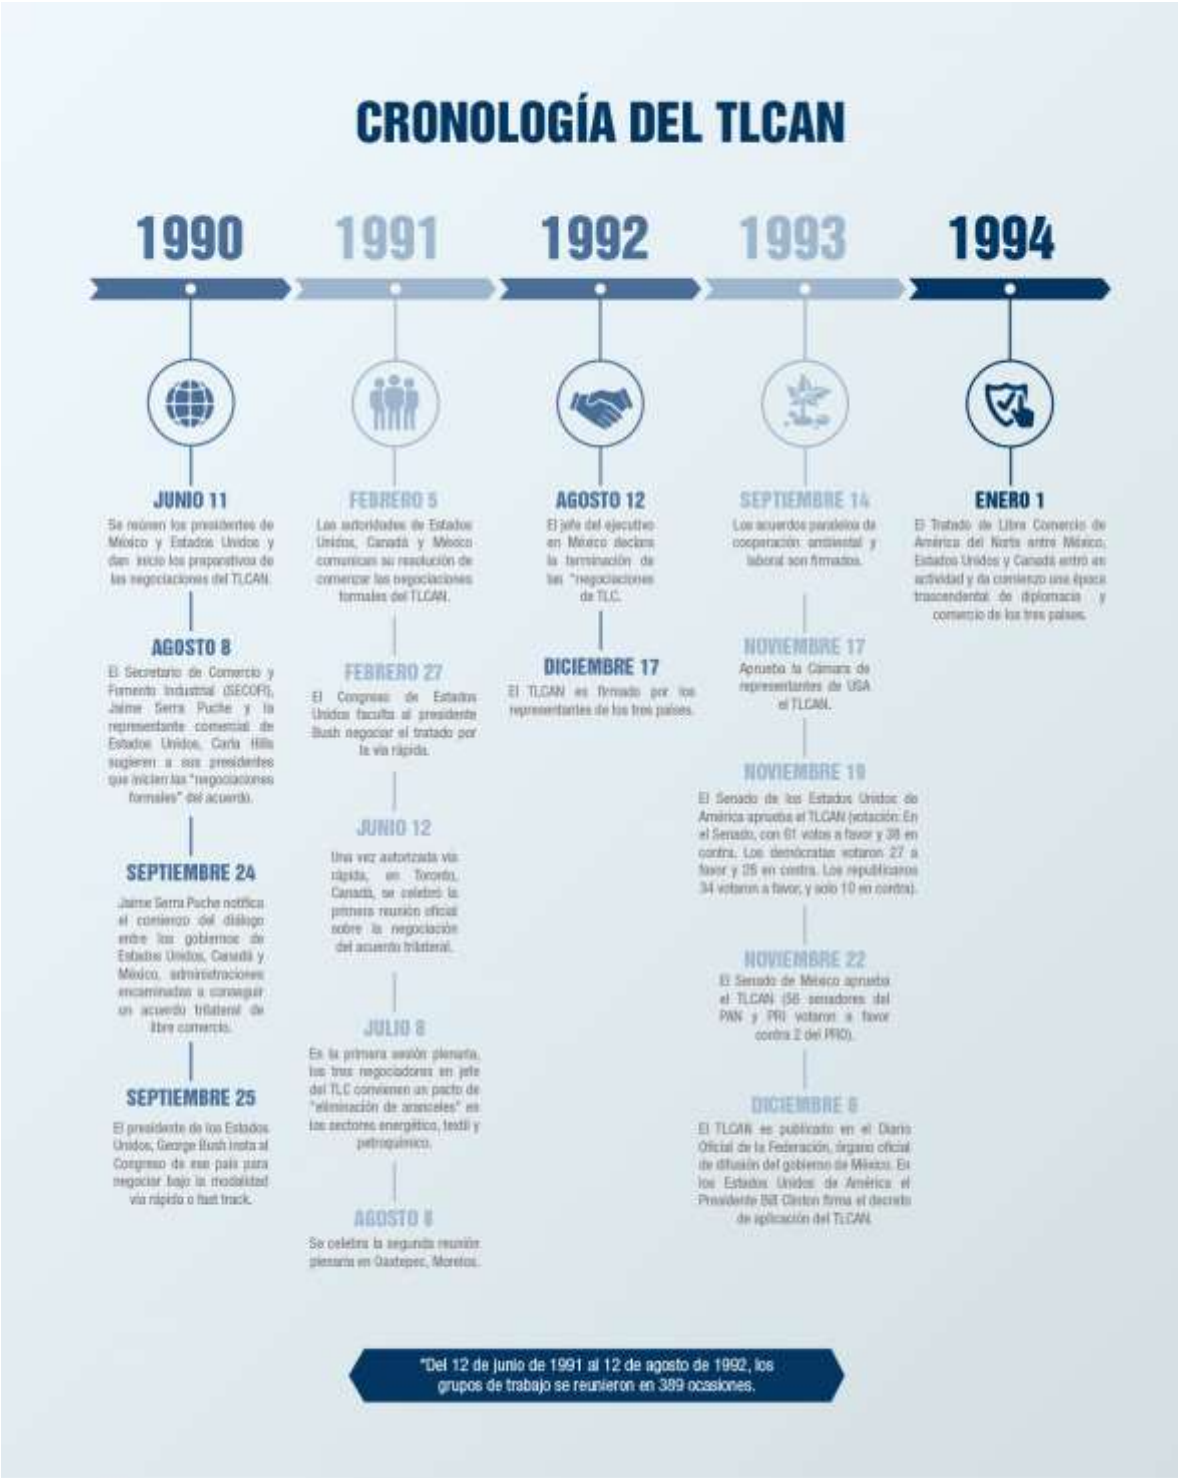 CRONOLOGÍA DEL TLCAN
1990
JUNIO 11
Se reúnen los presidentes de
México y Estados Unidos y
dan inicio los preparativos de
las negociaciones del TLCAN.
AGOSTO 8
El Secretario de Comercio y
Fomento Industrial (SECOFI),
Jaime Serra Puche y la
representante comercial de
Estados Unidos, Carla Hills
sugieren a sus presidentes
que inicien las "negociaciones
formales" del acuerdo.
SEPTIEMBRE 24
Jaime Serra Puche notifica
el comienzo del diálogo
entre los gobiernos de
Estados Unidos, Canadá y
México, administraciones
encaminadas a conseguir
un acuerdo trilateral de
libre comercio.
SEPTIEMBRE 25
El presidente de los Estados
Unidos, George Bush insta al
Congreso de ese país para
negociar bajo la modalidad
vía rápida o fast track.
1991
FEBRERO 5
Las autoridades de Estados
Unidos, Canadá y México
comunican su resolución de
comenzar las negociaciones
formales del TLCAN.
FEBRERO 27
El Congreso de Estados
Unidos faculta al presidente
Bush negociar el tratado por
la vía rápida.
JUNIO 12
Una vez autorizada vía
rápida, en Toronto,
Canadá, se celebró la
primera reunión oficial
sobre la negociación
del acuerdo trilateral.
JULIO 8
En la primera sesión plenaria,
los tres negociadores en jefe
del TLC convienen un pacto de
"eliminación de aranceles" en
los sectores energético, textil y
petroquímico.
AGOSTO 8
Se celebra la segunda reunión
plenaria en Oaxtepec, Morelos.
1992
AGOSTO 12
El jefe del ejecutivo
en México declara
la terminación de
las "negociaciones
de TLC.
DICIEMBRE 17
El TLCAN es firmado por los
representantes de los tres países.
1993
SEPTIEMBRE 14
Los acuerdos paralelos de
cooperación ambiental y
laboral son firmados.
NOVIEMBRE 17
Aprueba la Cámara de
representantes de USA
el TLCAN.
NOVIEMBRE 19
El Senado de los Estados Unidos de
América aprueba el TLCAN (votación: En
el Senado, con 61 votos a favor y 38 en
contra. Los demócratas votaron 27 a
favor y 28 en contra. Los republicanos
34 votaron a favor, y solo 10 en contra).
NOVIEMBRE 22
El Senado de México aprueba
el TLCAN (56 senadores del
PAN y PRI votaron a favor
contra 2 del PRD).
DICIEMBRE 8
El TLCAN es publicado en el Diario
Oficial de la Federación, órgano oficial
de difusión del gobierno de México. En
los Estados Unidos de América el
Presidente Bill Clinton firma el decreto
de aplicación del TLCAN.
1994
ENERO 1
El Tratado de Libre Comercio de
América del Norte entre México,
Estados Unidos y Canadá entró en
actividad y da comienzo una época
trascendental de diplomacia y
comercio de los tres países.
*Del 12 de junio de 1991 al 12 de agosto de 1992, los
grupos de trabajo se reunieron en 389 ocasiones.